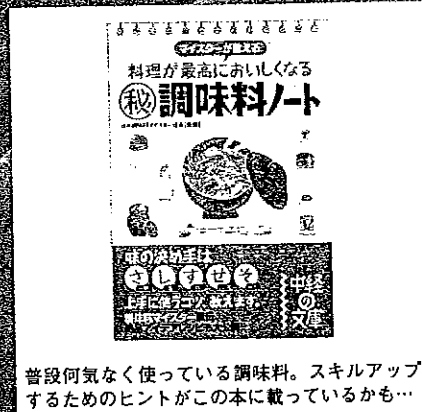 マイスターが教える
料理が最高においしくなる
㊙調味料ノート
味の決め手は
さしすせそ
上手に使うコツ、教えます。
中経の文庫
普段何気なく使っている調味料。スキルアップ
するためのヒントがこの本に載っているかも…